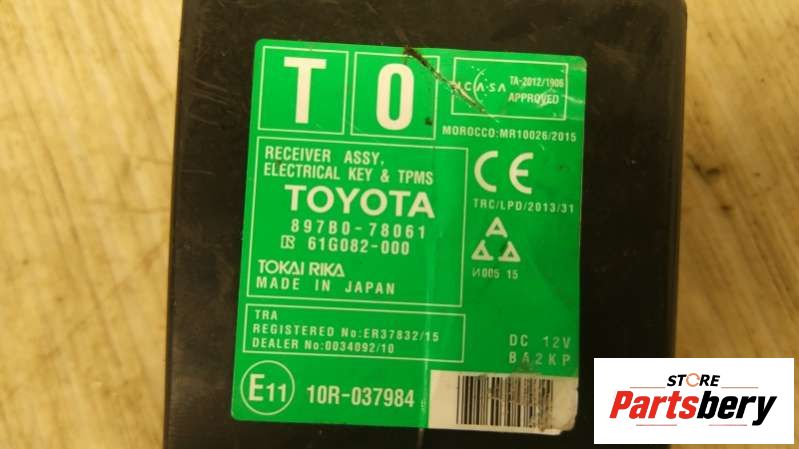 T O
ICASA TA-2012/1906
APPROVED
MOROCCO:MR10026/2015
RECEIVER ASSY,
ELECTRICAL KEY & TPMS
TOYOTA
897B0-78061
61G082-000
TOKAI RIKA
MADE IN JAPAN
CE
TRC/LPD/2013/31
И005 15
TRA
REGISTERED No:ER37832/15
DEALER No:0034092/10
DC 12V
BA2KP
E11 10R-037984
STORE
Partsbery